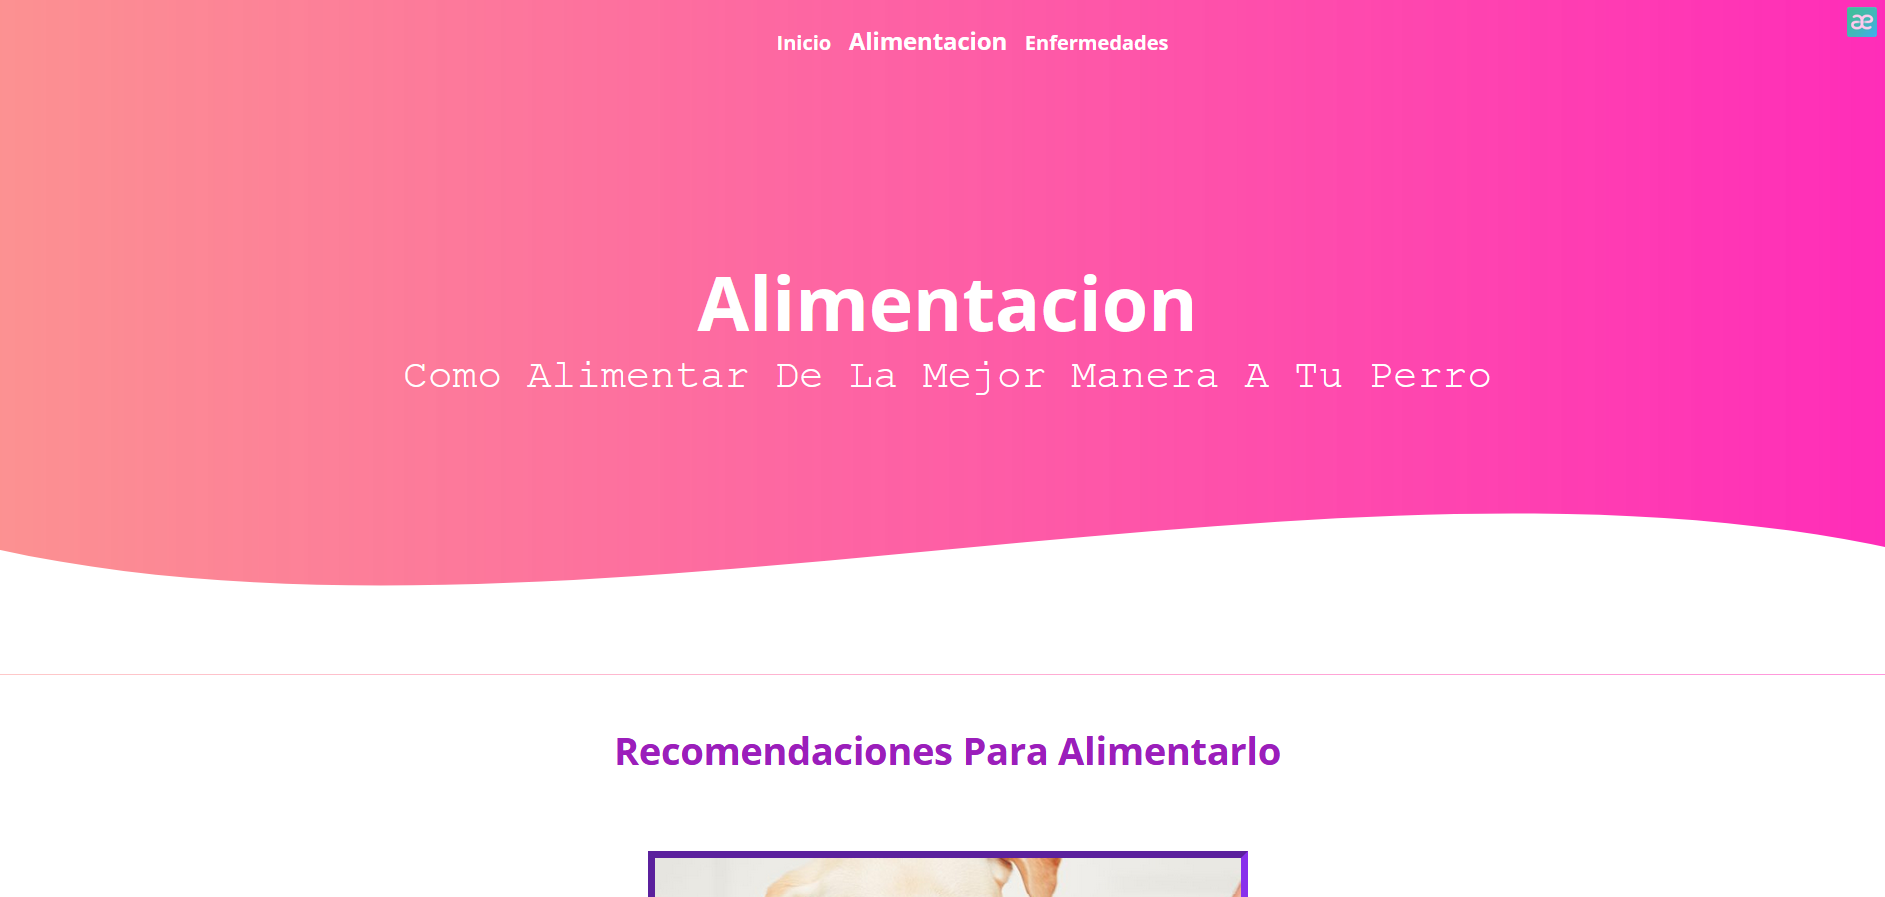 Inicio Alimentacion Enfermedades
æ
Alimentacion
Como Alimentar De La Mejor Manera A Tu Perro
Recomendaciones Para Alimentarlo